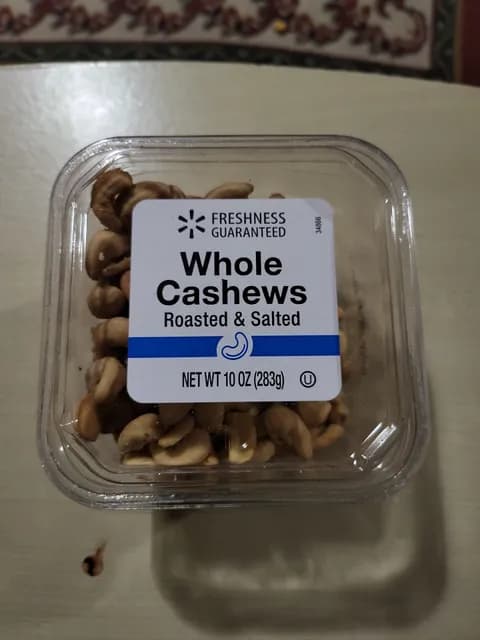 FRESHNESS
GUARANTEED
Whole
Cashews
Roasted & Salted
NET WT 10 OZ (283g) U